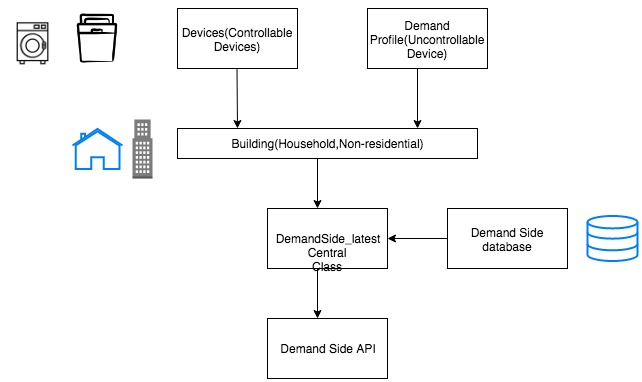 Devices(Controllable
Devices)
Demand
Profile(Uncontrollable
Device)
Building(Household,Non-residential)
DemandSide_latest
Central
Class
Demand Side
database
Demand Side API